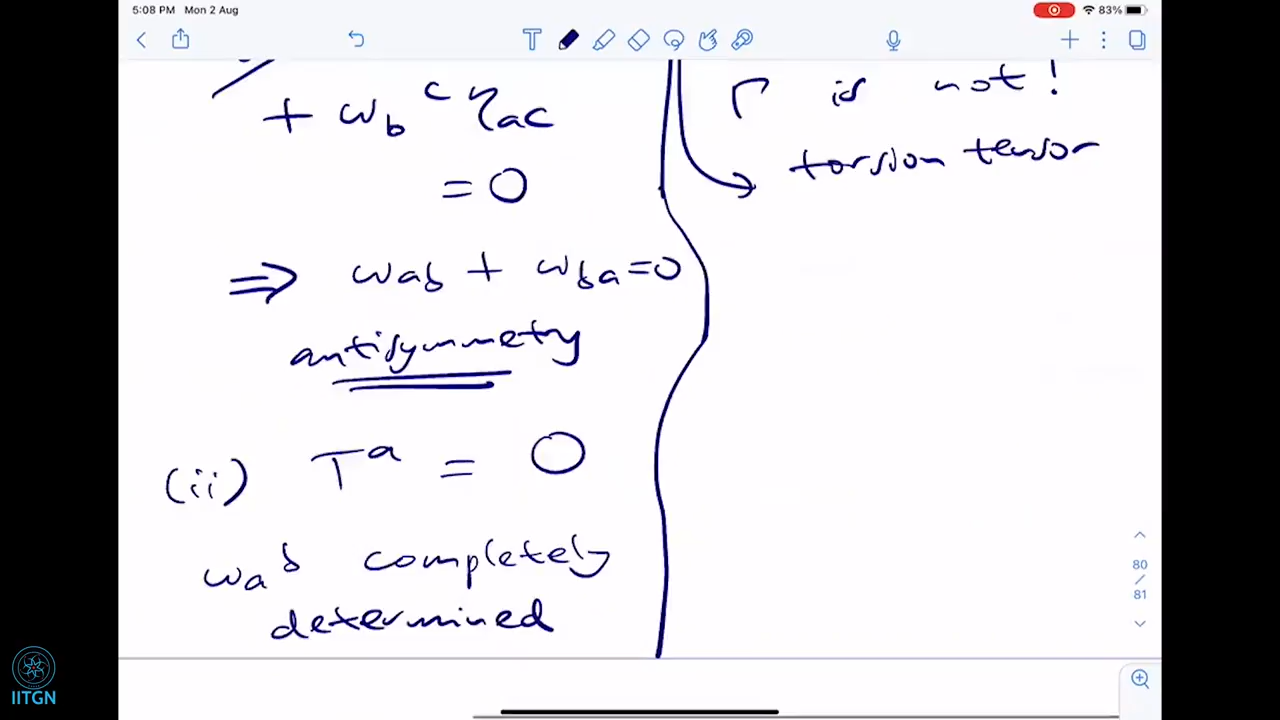 5:08 PM Mon 2 Aug
83%
+ ω_b^c η_ac
= 0
⇒ ω_ab + ω_ba = 0
antisymmetry
(ii) T^a = 0
ω_a^b completely
determined
Γ is not!
→ torsion tensor
80
/
81
IITGN